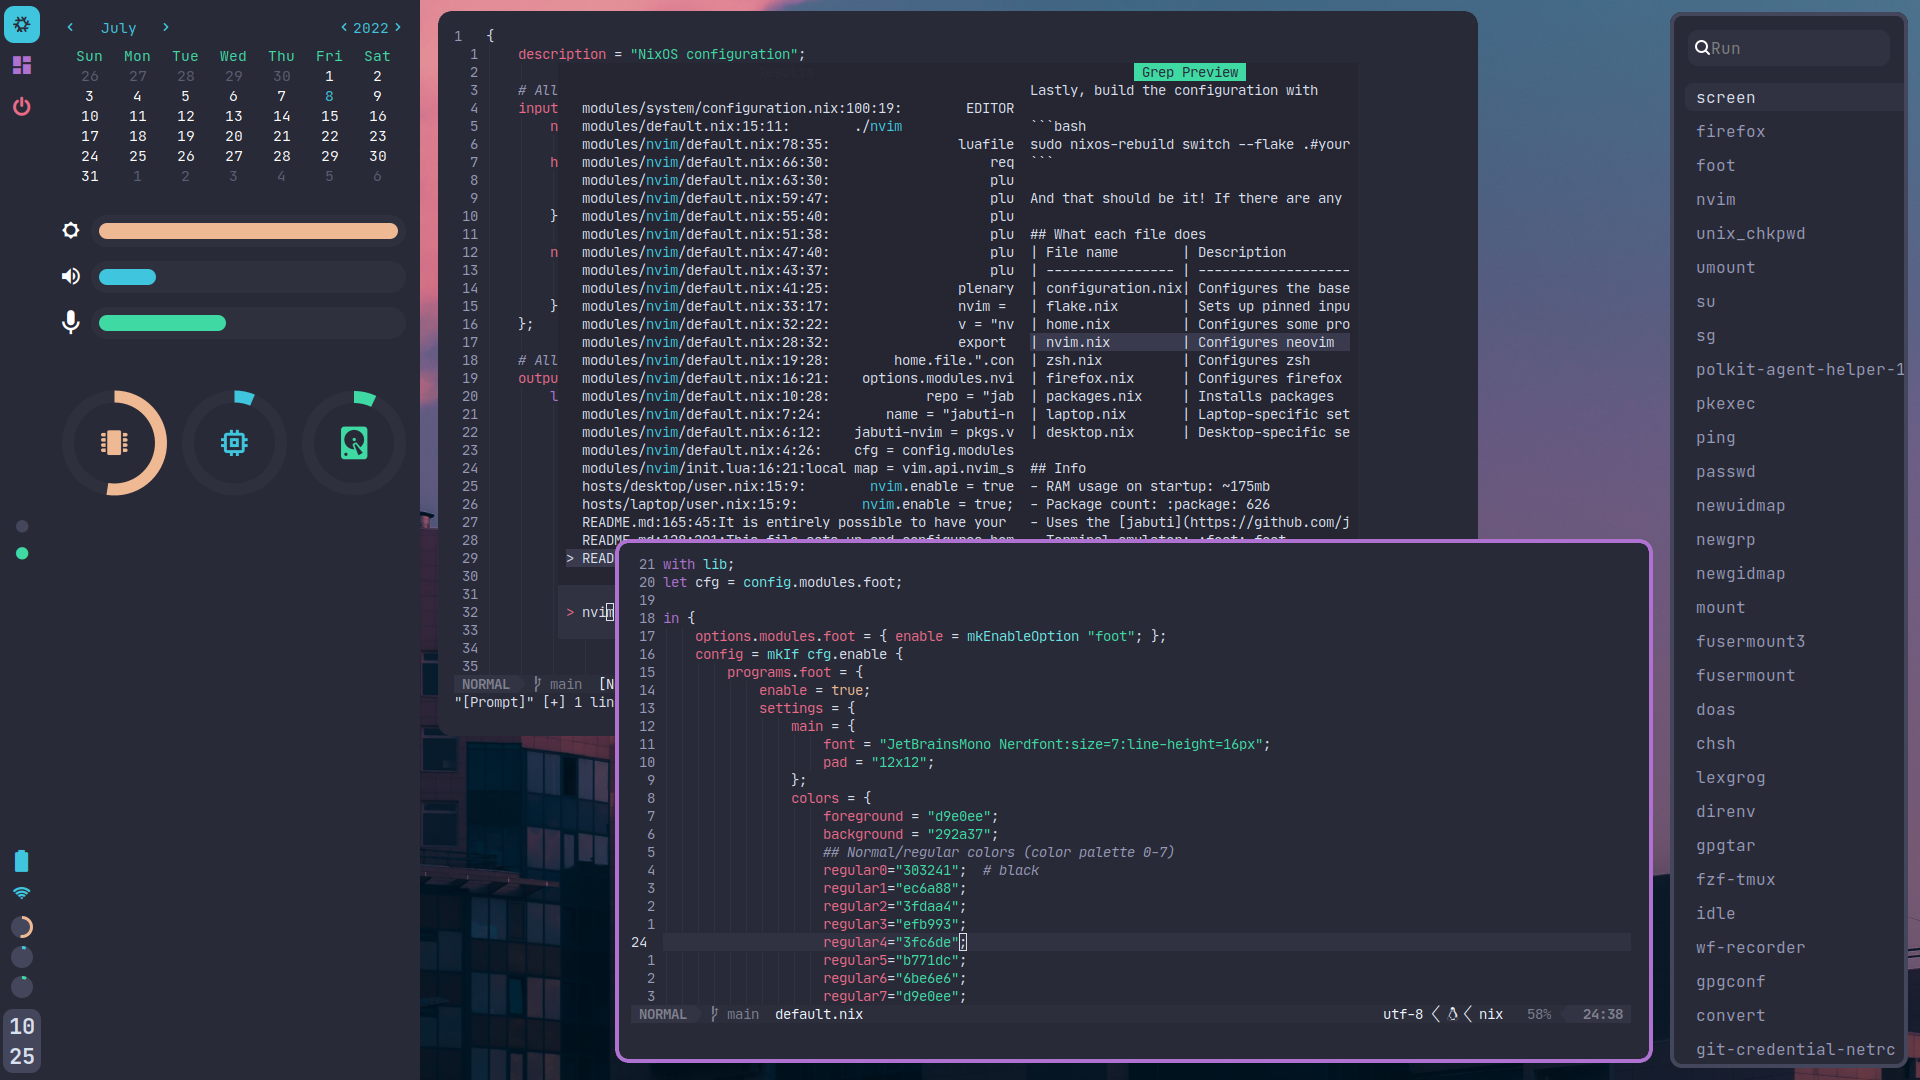 July 2022
Sun Mon Tue Wed Thu Fri Sat
26 27 28 29 30 1 2
3 4 5 6 7 8 9
10 11 12 13 14 15 16
17 18 19 20 21 22 23
24 25 26 27 28 29 30
31 1 2 3 4 5 6
10
25
1 {
1 description = "NixOS configuration";
2 Grep Preview
3 # All Lastly, build the configuration with
4 input modules/system/configuration.nix:100:19: EDITOR
5 n modules/default.nix:15:11: ./nvim ```bash
6 modules/nvim/default.nix:78:35: luafile sudo nixos-rebuild switch --flake .#your
7 h modules/nvim/default.nix:66:30: req ```
8 modules/nvim/default.nix:63:30: plu
9 modules/nvim/default.nix:59:47: plu And that should be it! If there are any
10 } modules/nvim/default.nix:55:40: plu
11 modules/nvim/default.nix:51:38: plu ## What each file does
12 n modules/nvim/default.nix:47:40: plu | File name | Description
13 modules/nvim/default.nix:43:37: plu | ---------------- | -------------------
14 modules/nvim/default.nix:41:25: plenary | configuration.nix| Configures the base
15 } modules/nvim/default.nix:33:17: nvim = | flake.nix | Sets up pinned inpu
16 }; modules/nvim/default.nix:32:22: v = "nv | home.nix | Configures some pro
17 modules/nvim/default.nix:28:32: export | nvim.nix | Configures neovim
18 # All modules/nvim/default.nix:19:28: home.file.".con | zsh.nix | Configures zsh
19 outpu modules/nvim/default.nix:16:21: options.modules.nvi | firefox.nix | Configures firefox
20 l modules/nvim/default.nix:10:28: repo = "jab | packages.nix | Installs packages
21 modules/nvim/default.nix:7:24: name = "jabuti-n | laptop.nix | Laptop-specific set
22 modules/nvim/default.nix:6:12: jabuti-nvim = pkgs.v | desktop.nix | Desktop-specific se
23 modules/nvim/default.nix:4:26: cfg = config.modules
24 modules/nvim/init.lua:16:21:local map = vim.api.nvim_s ## Info
25 hosts/desktop/user.nix:15:9: nvim.enable = true - RAM usage on startup: ~175mb
26 hosts/laptop/user.nix:15:9: nvim.enable = true; - Package count: :package: 626
27 README.md:165:45:It is entirely possible to have your - Uses the [jabuti](https://github.com/j
28 README.md:128:201:This file sets up and configures hom - Terminal emulator: :foot: foot
29 > READ
30
31
32 > nvim
33
34
35
NORMAL main [N
"[Prompt]" [+] 1 lin
21 with lib;
20 let cfg = config.modules.foot;
19
18 in {
17 options.modules.foot = { enable = mkEnableOption "foot"; };
16 config = mkIf cfg.enable {
15 programs.foot = {
14 enable = true;
13 settings = {
12 main = {
11 font = "JetBrainsMono Nerdfont:size=7:line-height=16px";
10 pad = "12x12";
9 };
8 colors = {
7 foreground = "d9e0ee";
6 background = "292a37";
5 ## Normal/regular colors (color palette 0-7)
4 regular0="303241"; # black
3 regular1="ec6a88";
2 regular2="3fdaa4";
1 regular3="efb993";
24 regular4="3fc6de";
1 regular5="b771dc";
2 regular6="6be6e6";
3 regular7="d9e0ee";
NORMAL main default.nix utf-8 nix 58% 24:38
Run
screen
firefox
foot
nvim
unix_chkpwd
umount
su
sg
polkit-agent-helper-1
pkexec
ping
passwd
newuidmap
newgrp
newgidmap
mount
fusermount3
fusermount
doas
chsh
lexgrog
direnv
gpgtar
fzf-tmux
idle
wf-recorder
gpgconf
convert
git-credential-netrc